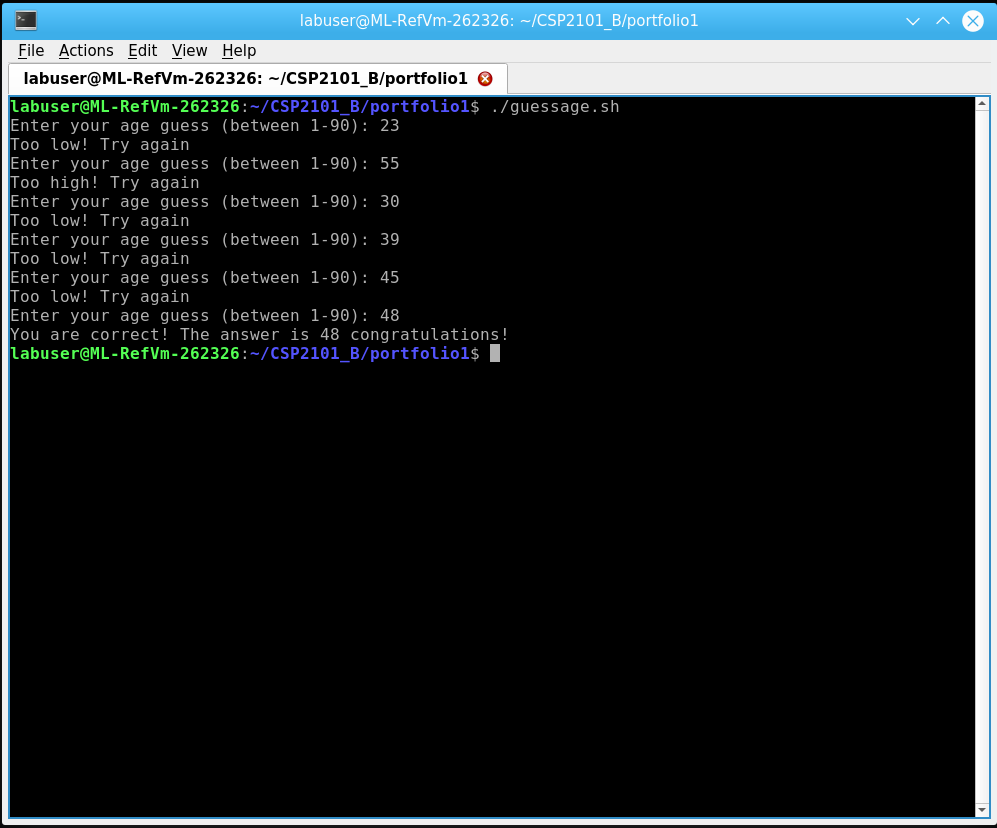 labuser@ML-RefVm-262326: ~/CSP2101_B/portfolio1
File Actions Edit View Help
labuser@ML-RefVm-262326: ~/CSP2101_B/portfolio1
labuser@ML-RefVm-262326:~/CSP2101_B/portfolio1$ ./guessage.sh
Enter your age guess (between 1-90): 23
Too low! Try again
Enter your age guess (between 1-90): 55
Too high! Try again
Enter your age guess (between 1-90): 30
Too low! Try again
Enter your age guess (between 1-90): 39
Too low! Try again
Enter your age guess (between 1-90): 45
Too low! Try again
Enter your age guess (between 1-90): 48
You are correct! The answer is 48 congratulations!
labuser@ML-RefVm-262326:~/CSP2101_B/portfolio1$